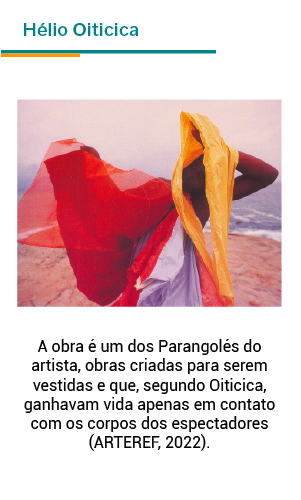 Hélio Oiticica
A obra é um dos Parangolés do
artista, obras criadas para serem
vestidas e que, segundo Oiticica,
ganhavam vida apenas em contato
com os corpos dos espectadores
(ARTEREF, 2022).